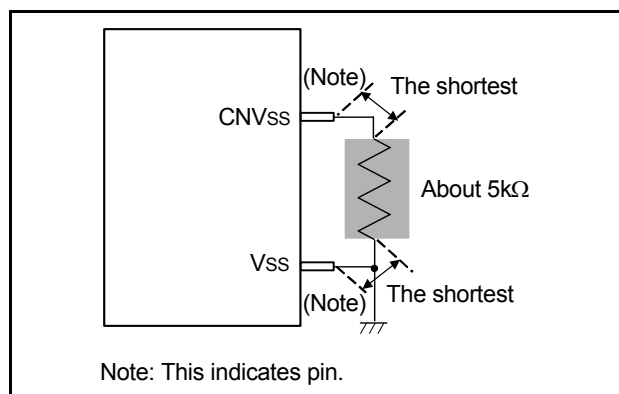 (Note)
The shortest
CNVSS
About 5kΩ
VSS
(Note)
The shortest
Note: This indicates pin.